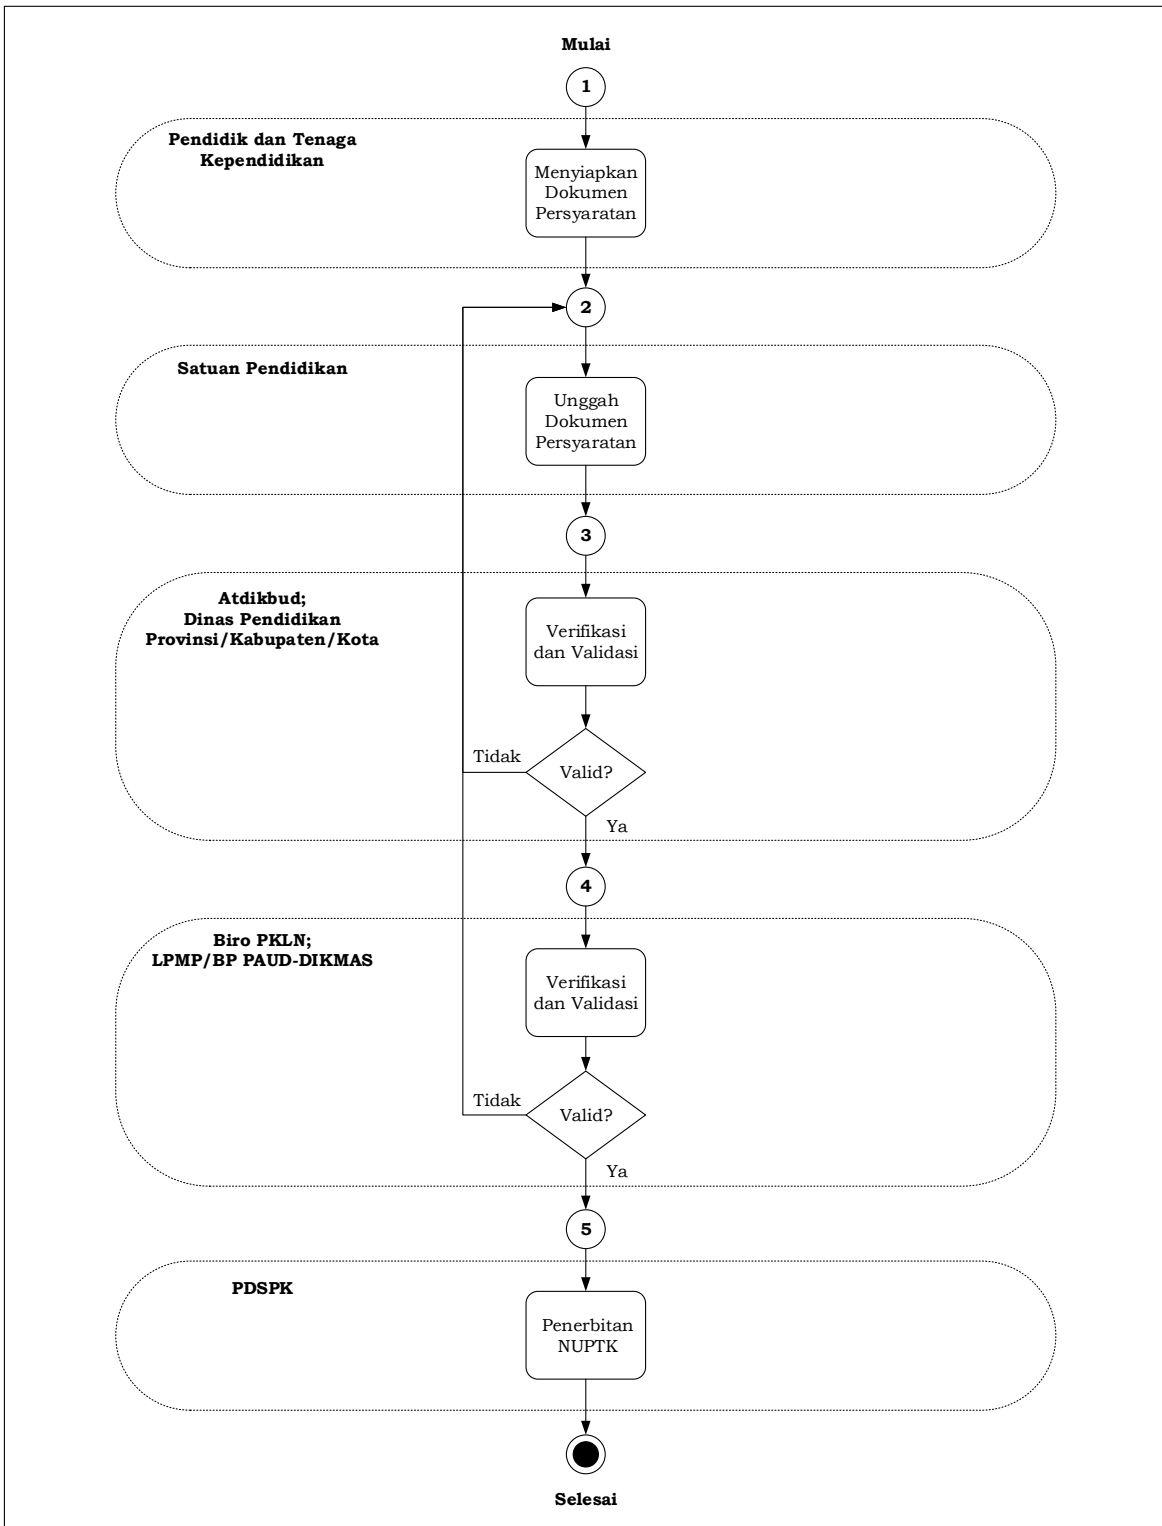 Mulai
1
Pendidik dan Tenaga
Kependidikan
Menyiapkan
Dokumen
Persyaratan
2
Satuan Pendidikan
Unggah
Dokumen
Persyaratan
3
Atdikbud;
Dinas Pendidikan
Provinsi/Kabupaten/Kota
Verifikasi
dan Validasi
Tidak
Valid?
Ya
4
Biro PKLN;
LPMP/BP PAUD-DIKMAS
Verifikasi
dan Validasi
Tidak
Valid?
Ya
5
PDSPK
Penerbitan
NUPTK
Selesai